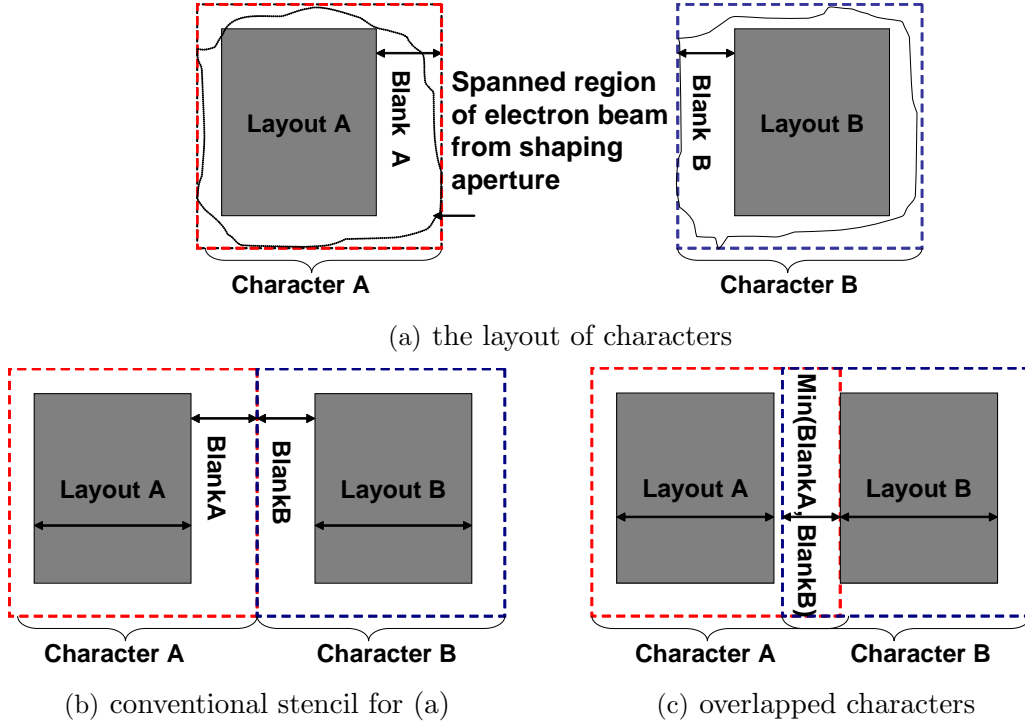 Layout A
Blank A
Spanned region
of electron beam
from shaping
aperture
Blank B
Layout B
Character A
Character B
(a) the layout of characters
Layout A
BlankA
BlankB
Layout B
Character A
Character B
(b) conventional stencil for (a)
Layout A
Min(BlankA, BlankB)
Layout B
Character A
Character B
(c) overlapped characters